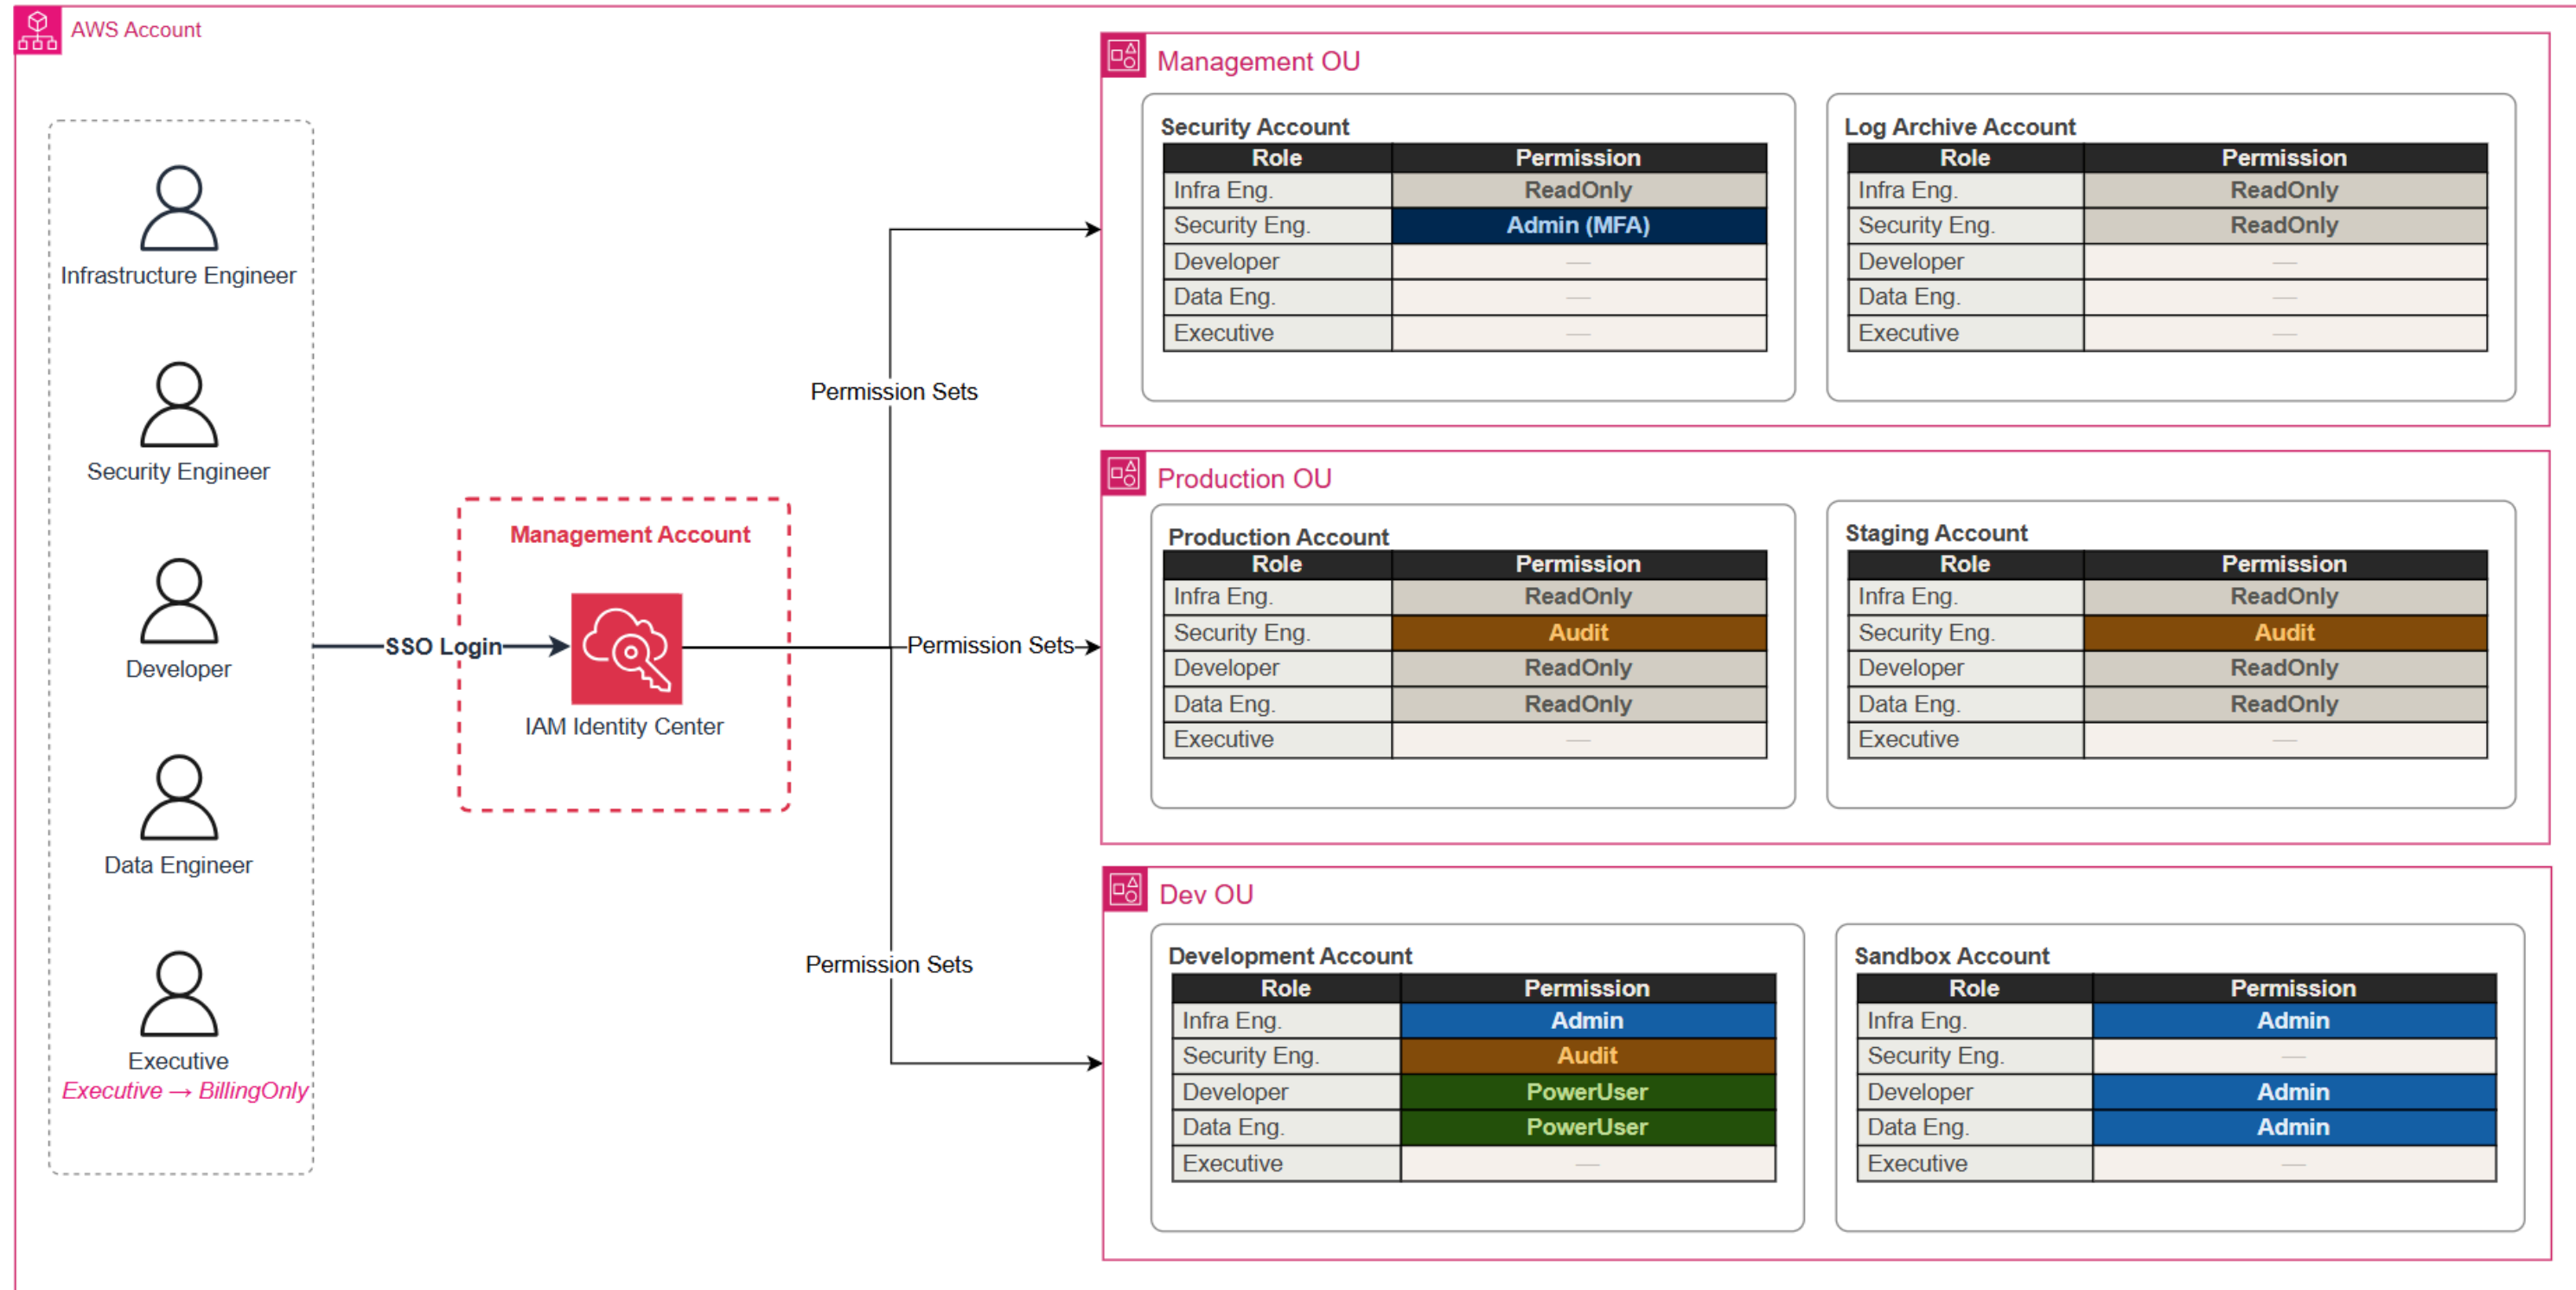 AWS Account
Infrastructure Engineer
Security Engineer
Developer
Data Engineer
Executive
Executive → BillingOnly
SSO Login
Management Account
IAM Identity Center
Permission Sets
Permission Sets
Permission Sets
Management OU
Security Account
Role Permission
Infra Eng. ReadOnly
Security Eng. Admin (MFA)
Developer —
Data Eng. —
Executive —
Log Archive Account
Role Permission
Infra Eng. ReadOnly
Security Eng. ReadOnly
Developer —
Data Eng. —
Executive —
Production OU
Production Account
Role Permission
Infra Eng. ReadOnly
Security Eng. Audit
Developer ReadOnly
Data Eng. ReadOnly
Executive —
Staging Account
Role Permission
Infra Eng. ReadOnly
Security Eng. Audit
Developer ReadOnly
Data Eng. ReadOnly
Executive —
Dev OU
Development Account
Role Permission
Infra Eng. Admin
Security Eng. Audit
Developer PowerUser
Data Eng. PowerUser
Executive —
Sandbox Account
Role Permission
Infra Eng. Admin
Security Eng. —
Developer Admin
Data Eng. Admin
Executive —